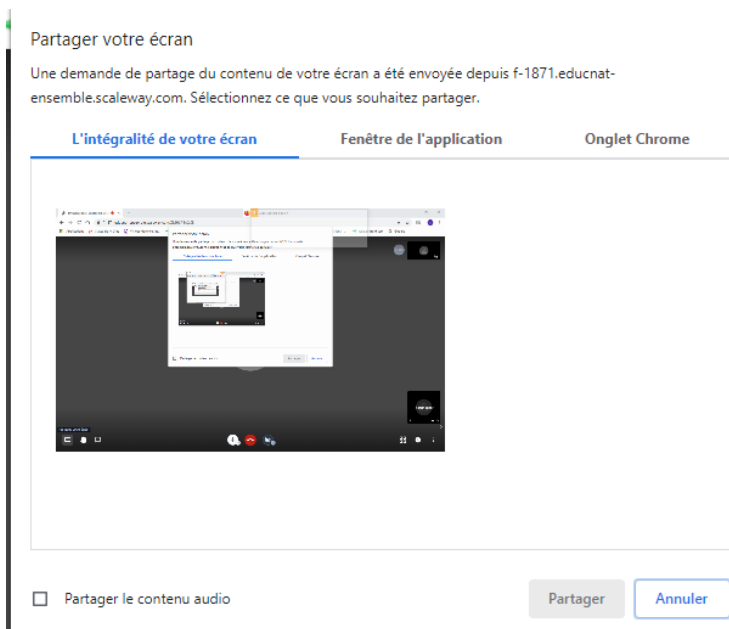 Partager votre écran
Une demande de partage du contenu de votre écran a été envoyée depuis f-1871.educnat-
ensemble.scaleway.com. Sélectionnez ce que vous souhaitez partager.
L'intégralité de votre écran Fenêtre de l'application Onglet Chrome
Partager le contenu audio Partager Annuler